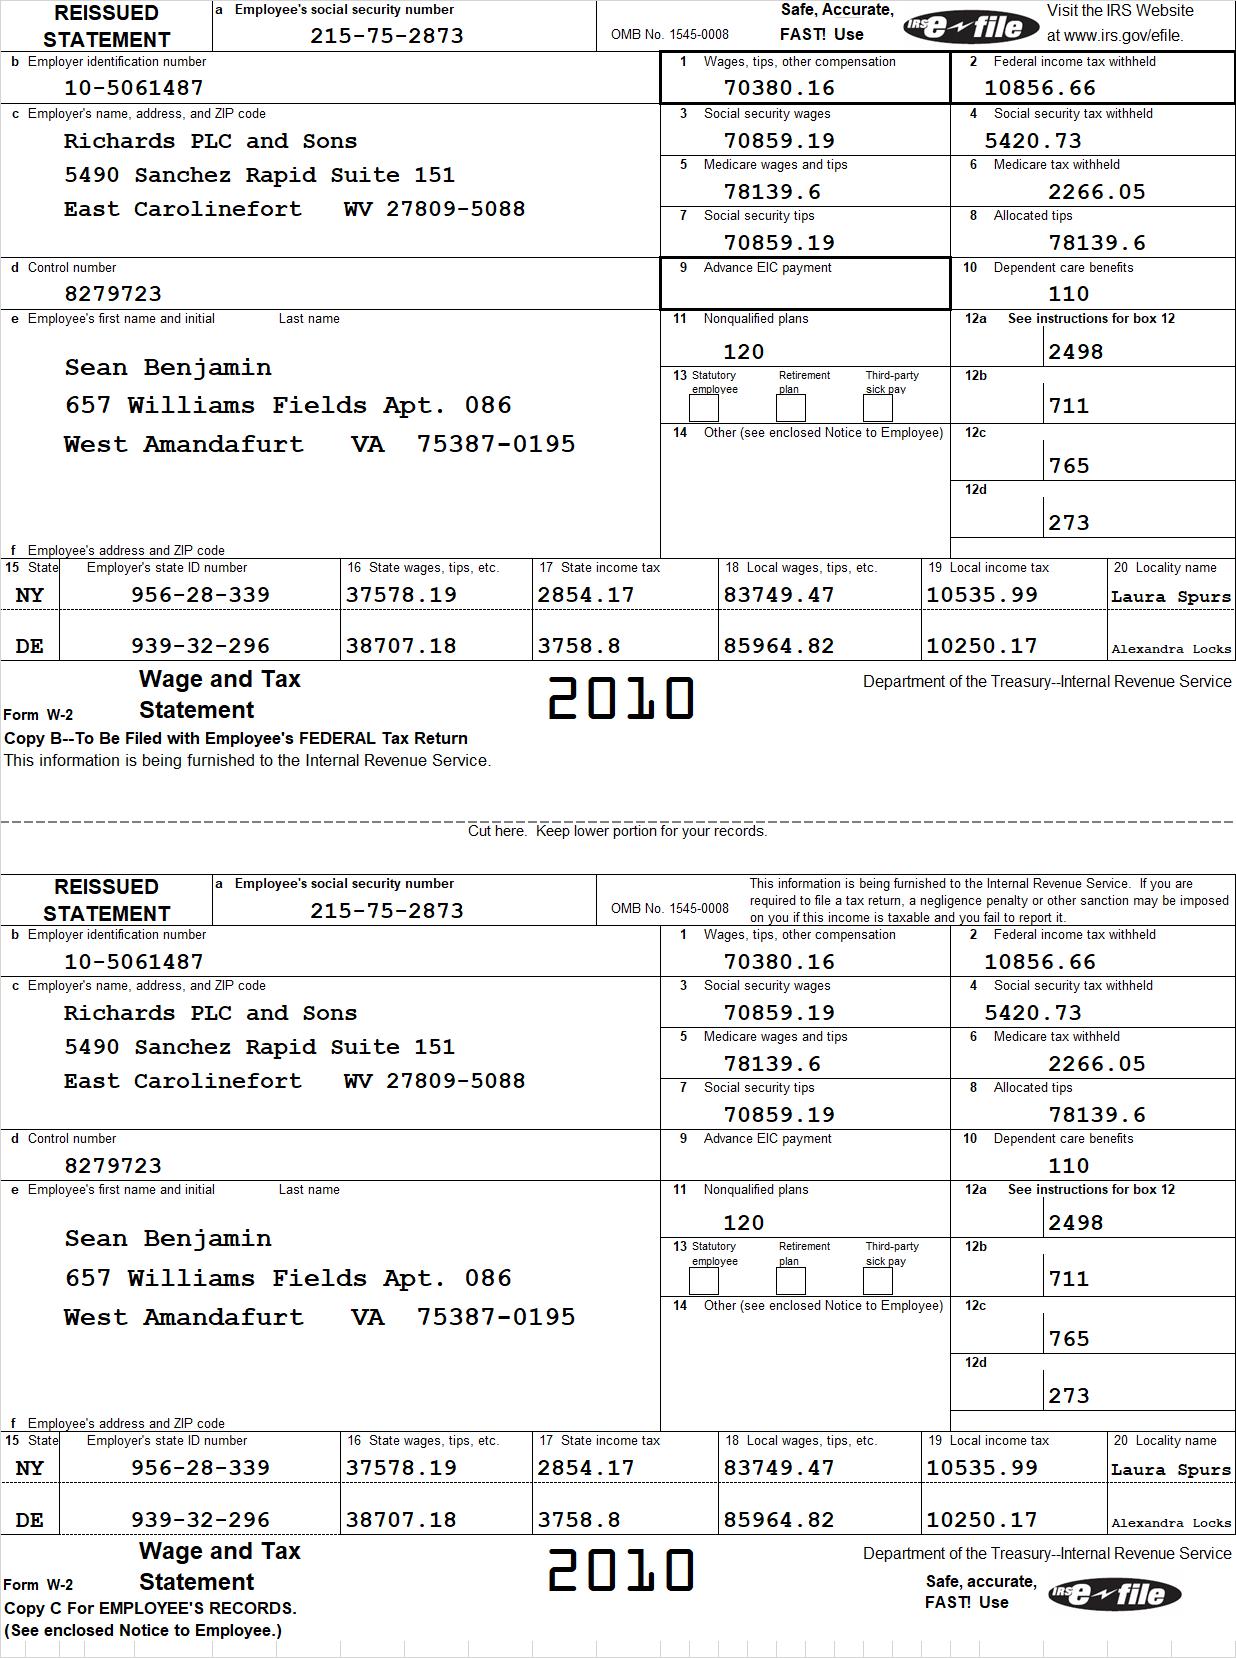 REISSUED STATEMENT
a Employee's social security number
215-75-2873
OMB No. 1545-0008
Safe, Accurate, FAST! Use
IRS e-file
Visit the IRS Website at www.irs.gov/efile.
b Employer identification number
10-5061487
1 Wages, tips, other compensation
70380.16
2 Federal income tax withheld
10856.66
c Employer's name, address, and ZIP code
Richards PLC and Sons
5490 Sanchez Rapid Suite 151
East Carolinefort WV 27809-5088
3 Social security wages
70859.19
4 Social security tax withheld
5420.73
5 Medicare wages and tips
78139.6
6 Medicare tax withheld
2266.05
7 Social security tips
70859.19
8 Allocated tips
78139.6
d Control number
8279723
9 Advance EIC payment
10 Dependent care benefits
110
e Employee's first name and initial Last name
Sean Benjamin
657 Williams Fields Apt. 086
West Amandafurt VA 75387-0195
11 Nonqualified plans
120
12a See instructions for box 12
2498
13 Statutory employee Retirement plan Third-party sick pay
12b
711
14 Other (see enclosed Notice to Employee)
12c
765
12d
273
f Employee's address and ZIP code
15 State Employer's state ID number 16 State wages, tips, etc. 17 State income tax 18 Local wages, tips, etc. 19 Local income tax 20 Locality name
NY 956-28-339 37578.19 2854.17 83749.47 10535.99 Laura Spurs
DE 939-32-296 38707.18 3758.8 85964.82 10250.17 Alexandra Locks
Form W-2 Wage and Tax Statement
2010
Department of the Treasury--Internal Revenue Service
Copy B--To Be Filed with Employee's FEDERAL Tax Return
This information is being furnished to the Internal Revenue Service.
Cut here. Keep lower portion for your records.
REISSUED STATEMENT
a Employee's social security number
215-75-2873
OMB No. 1545-0008
This information is being furnished to the Internal Revenue Service. If you are
required to file a tax return, a negligence penalty or other sanction may be imposed
on you if this income is taxable and you fail to report it.
b Employer identification number
10-5061487
1 Wages, tips, other compensation
70380.16
2 Federal income tax withheld
10856.66
c Employer's name, address, and ZIP code
Richards PLC and Sons
5490 Sanchez Rapid Suite 151
East Carolinefort WV 27809-5088
3 Social security wages
70859.19
4 Social security tax withheld
5420.73
5 Medicare wages and tips
78139.6
6 Medicare tax withheld
2266.05
7 Social security tips
70859.19
8 Allocated tips
78139.6
d Control number
8279723
9 Advance EIC payment
10 Dependent care benefits
110
e Employee's first name and initial Last name
Sean Benjamin
657 Williams Fields Apt. 086
West Amandafurt VA 75387-0195
11 Nonqualified plans
120
12a See instructions for box 12
2498
13 Statutory employee Retirement plan Third-party sick pay
12b
711
14 Other (see enclosed Notice to Employee)
12c
765
12d
273
f Employee's address and ZIP code
15 State Employer's state ID number 16 State wages, tips, etc. 17 State income tax 18 Local wages, tips, etc. 19 Local income tax 20 Locality name
NY 956-28-339 37578.19 2854.17 83749.47 10535.99 Laura Spurs
DE 939-32-296 38707.18 3758.8 85964.82 10250.17 Alexandra Locks
Form W-2 Wage and Tax Statement
2010
Department of the Treasury--Internal Revenue Service
Safe, accurate, FAST! Use
IRS e-file
Copy C For EMPLOYEE'S RECORDS.
(See enclosed Notice to Employee.)